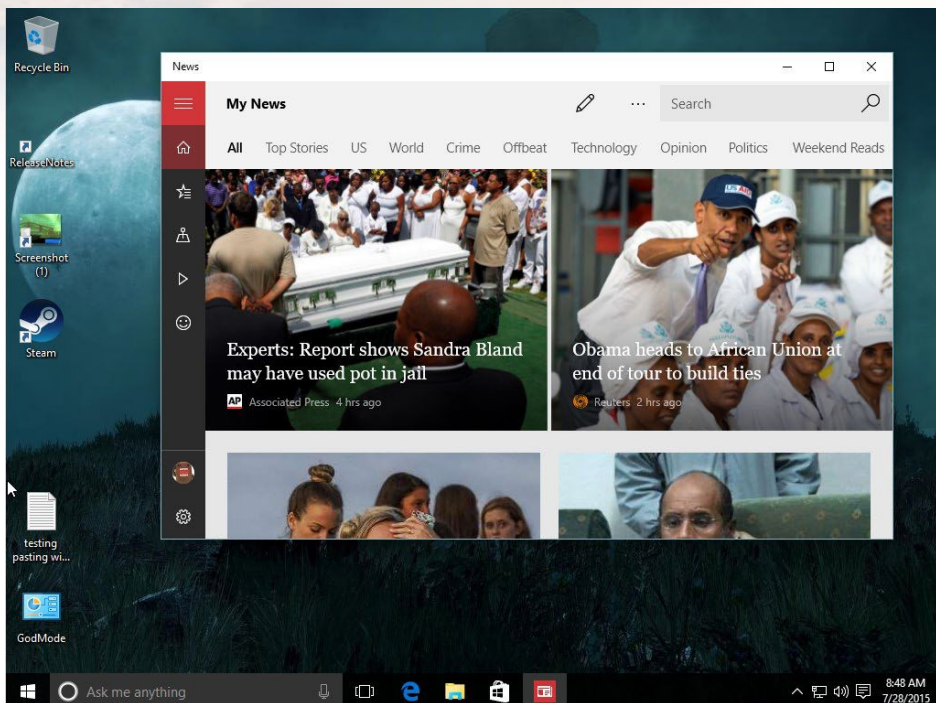 Recycle Bin
ReleaseNotes
Screenshot
(1)
Steam
testing
pasting wi...
GodMode
News
My News
... Search
All Top Stories US World Crime Offbeat Technology Opinion Politics Weekend Reads
Experts: Report shows Sandra Bland
may have used pot in jail
AP Associated Press 4 hrs ago
US AID
Obama heads to African Union at
end of tour to build ties
Reuters 2 hrs ago
Ask me anything
8:48 AM
7/28/2015